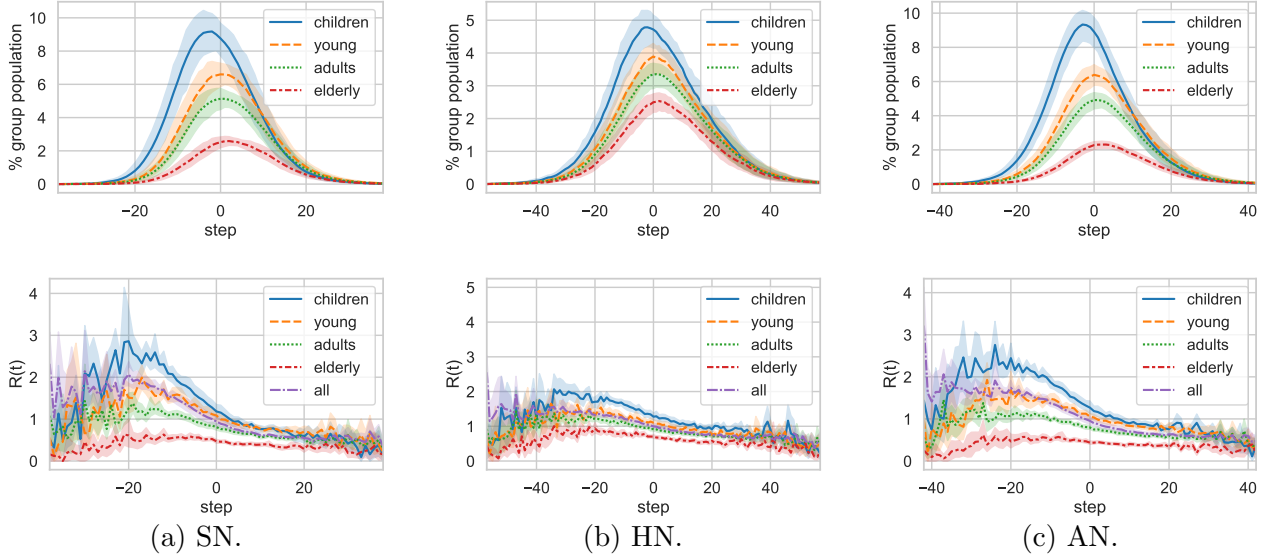 % group population
10
8
6
4
2
0
−20
0
20
step
children
young
adults
elderly
% group population
5
4
3
2
1
0
−40
−20
0
20
40
step
children
young
adults
elderly
% group population
10
8
6
4
2
0
−40
−20
0
20
40
step
children
young
adults
elderly
R(t)
4
3
2
1
0
−20
0
20
step
children
young
adults
elderly
all
R(t)
5
4
3
2
1
0
−40
−20
0
20
40
step
children
young
adults
elderly
all
R(t)
4
3
2
1
0
−40
−20
0
20
40
step
children
young
adults
elderly
all
(a) SN.
(b) HN.
(c) AN.